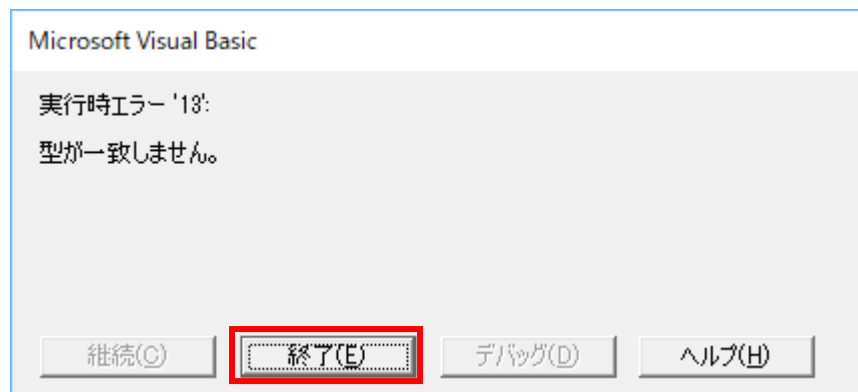 Microsoft Visual Basic
実行時エラー '13':
型が一致しません。
継続(C)
終了(E)
デバッグ(D)
ヘルプ(H)